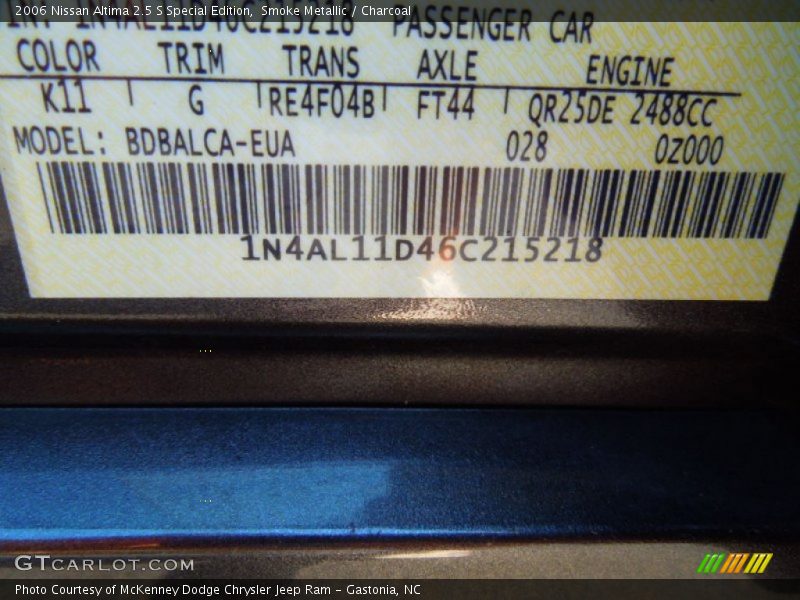 2006 Nissan Altima 2.5 S Special Edition, Smoke Metallic / Charcoal
1N4AL11D46C215218 PASSENGER CAR
COLOR TRIM TRANS AXLE ENGINE
K11 G RE4F04B FT44 QR25DE 2488CC
MODEL: BDBALCA-EUA 028 0Z000
1N4AL11D46C215218
GTCARLOT.COM
Photo Courtesy of McKenney Dodge Chrysler Jeep Ram – Gastonia, NC